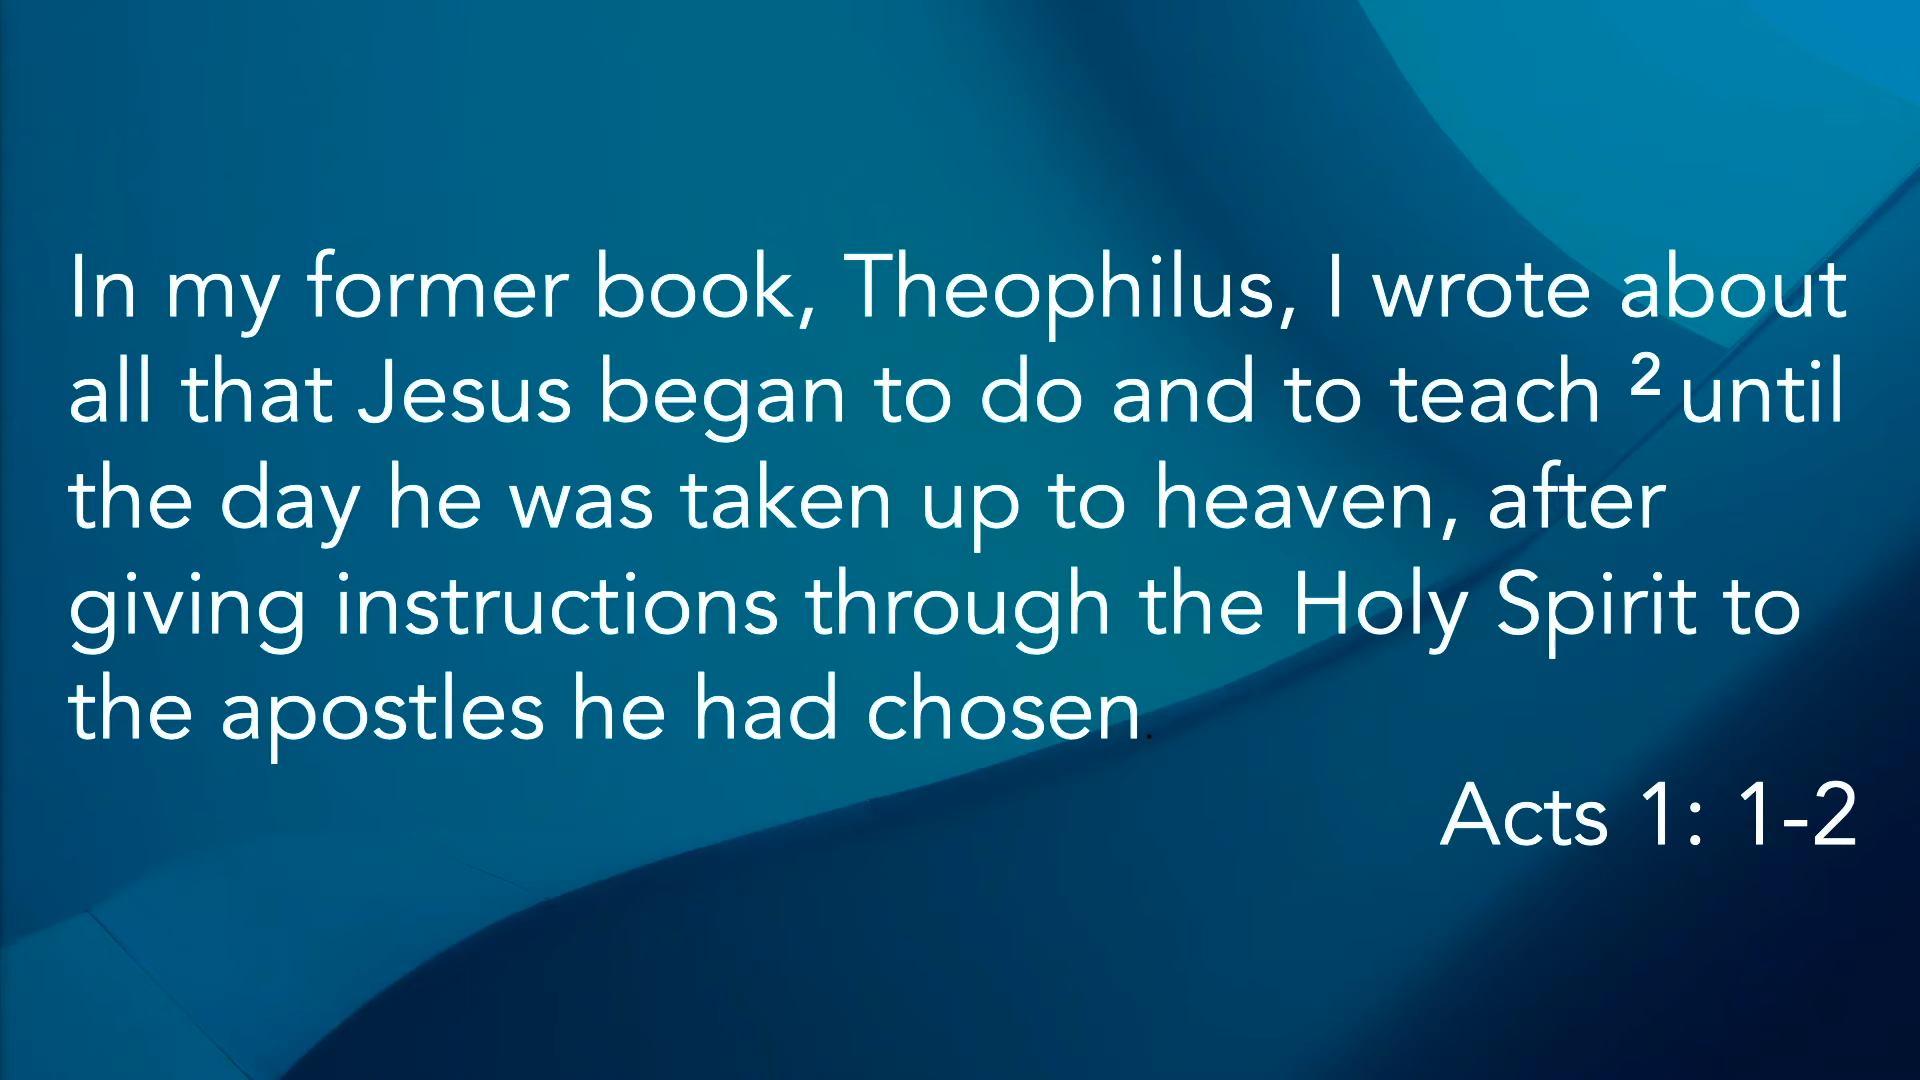 In my former book, Theophilus, I wrote about
all that Jesus began to do and to teach ² until
the day he was taken up to heaven, after
giving instructions through the Holy Spirit to
the apostles he had chosen.
Acts 1: 1-2